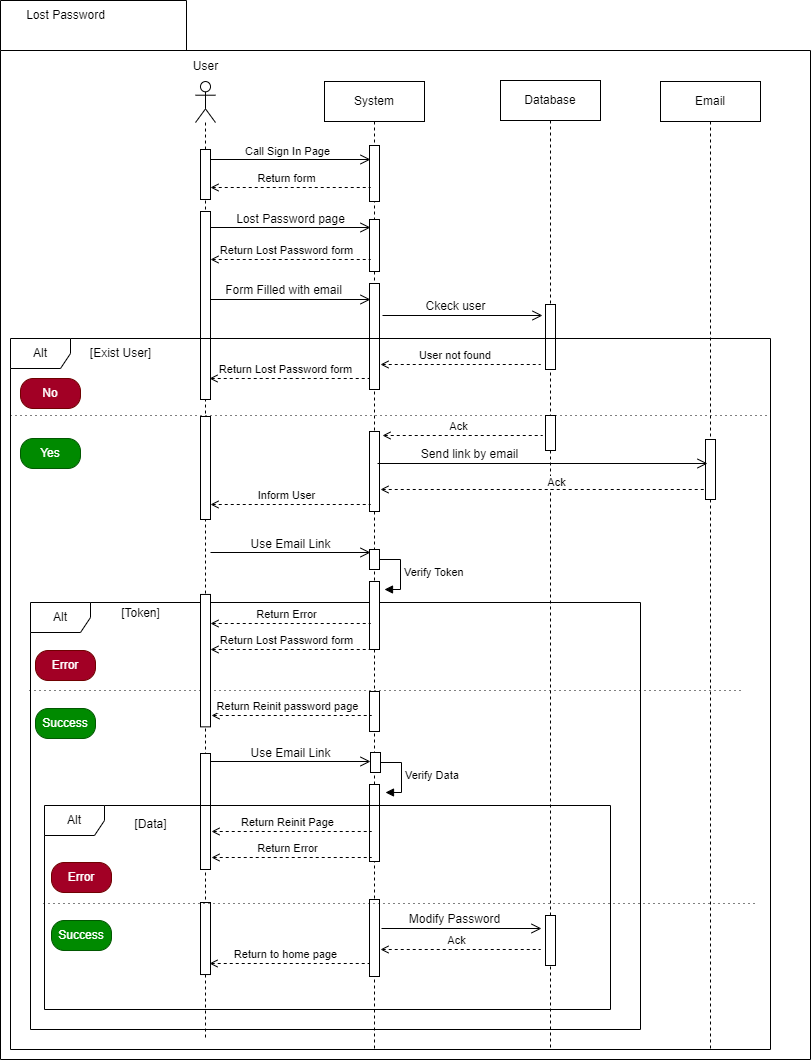 Lost Password
User
System
Database
Email
Call Sign In Page
Return form
Lost Password page
Return Lost Password form
Form Filled with email
Ckeck user
Alt
[Exist User]
User not found
Return Lost Password form
No
Ack
Yes
Send link by email
Ack
Inform User
Use Email Link
Verify Token
Alt
[Token]
Return Error
Return Lost Password form
Error
Return Reinit password page
Success
Use Email Link
Verify Data
Alt
[Data]
Return Reinit Page
Return Error
Error
Modify Password
Success
Ack
Return to home page